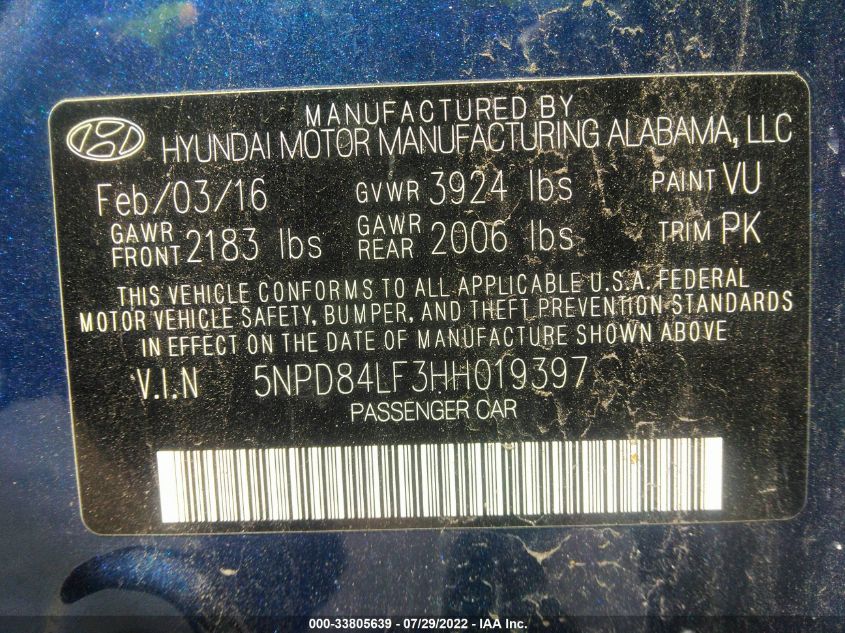 MANUFACTURED BY
HYUNDAI MOTOR MANUFACTURING ALABAMA, LLC
Feb/03/16 GVWR 3924 lbs PAINT VU
GAWR FRONT 2183 lbs GAWR REAR 2006 lbs TRIM PK
THIS VEHICLE CONFORMS TO ALL APPLICABLE U.S.A. FEDERAL
MOTOR VEHICLE SAFETY, BUMPER, AND THEFT PREVENTION STANDARDS
IN EFFECT ON THE DATE OF MANUFACTURE SHOWN ABOVE
V.I.N 5NPD84LF3HH019397
PASSENGER CAR
000-33805639 - 07/29/2022 - IAA Inc.